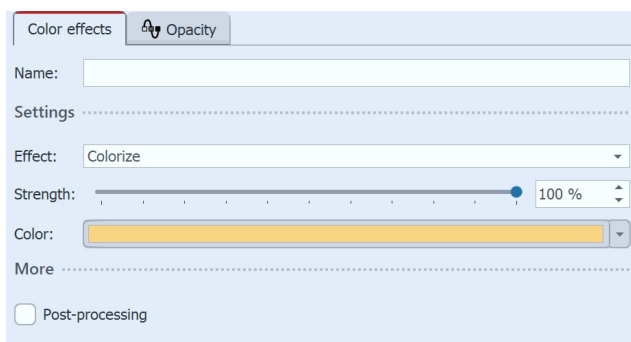 Color effects Opacity
Name:
Settings
Effect: Colorize
Strength: 100 %
Color:
More
Post-processing